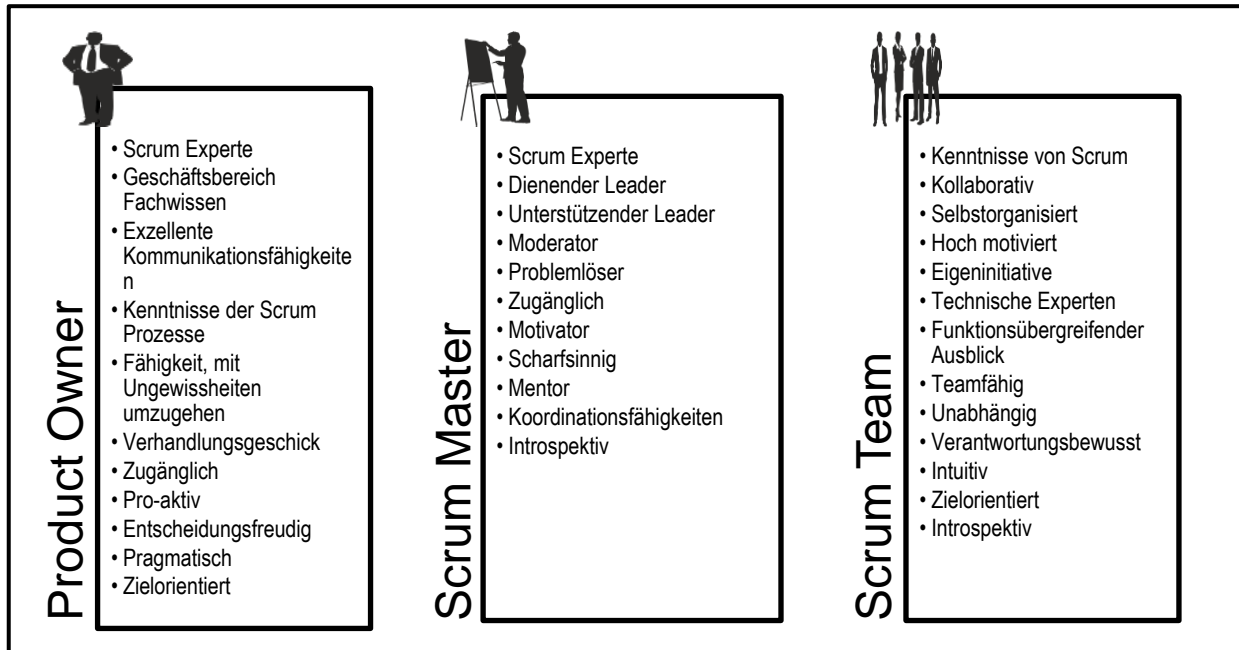 Product Owner
• Scrum Experte
• Geschäftsbereich
Fachwissen
• Exzellente
Kommunikationsfähigkeite
n
• Kenntnisse der Scrum
Prozesse
• Fähigkeit, mit
Ungewissheiten
umzugehen
• Verhandlungsgeschick
• Zugänglich
• Pro-aktiv
• Entscheidungsfreudig
• Pragmatisch
• Zielorientiert
Scrum Master
• Scrum Experte
• Dienender Leader
• Unterstützender Leader
• Moderator
• Problemlöser
• Zugänglich
• Motivator
• Scharfsinnig
• Mentor
• Koordinationsfähigkeiten
• Introspektiv
Scrum Team
• Kenntnisse von Scrum
• Kollaborativ
• Selbstorganisiert
• Hoch motiviert
• Eigeninitiative
• Technische Experten
• Funktionsübergreifender
Ausblick
• Teamfähig
• Unabhängig
• Verantwortungsbewusst
• Intuitiv
• Zielorientiert
• Introspektiv